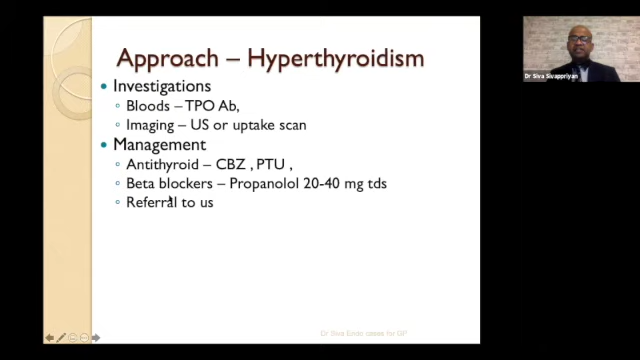 Approach – Hyperthyroidism
Investigations
Bloods – TPO Ab,
Imaging – US or uptake scan
Management
Antithyroid – CBZ , PTU ,
Beta blockers – Propanolol 20-40 mg tds
Referral to us
Dr Siva Endo cases for GP
Dr Siva Sivappriyan